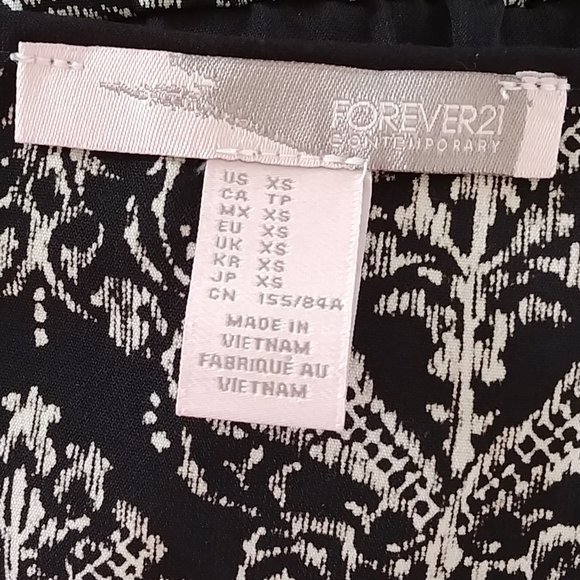 FOREVER21
CONTEMPORARY
US XS
CA TP
MX XS
EU XS
UK XS
KR XS
JP XS
CN 155/84A
MADE IN
VIETNAM
FABRIQUÉ AU
VIETNAM